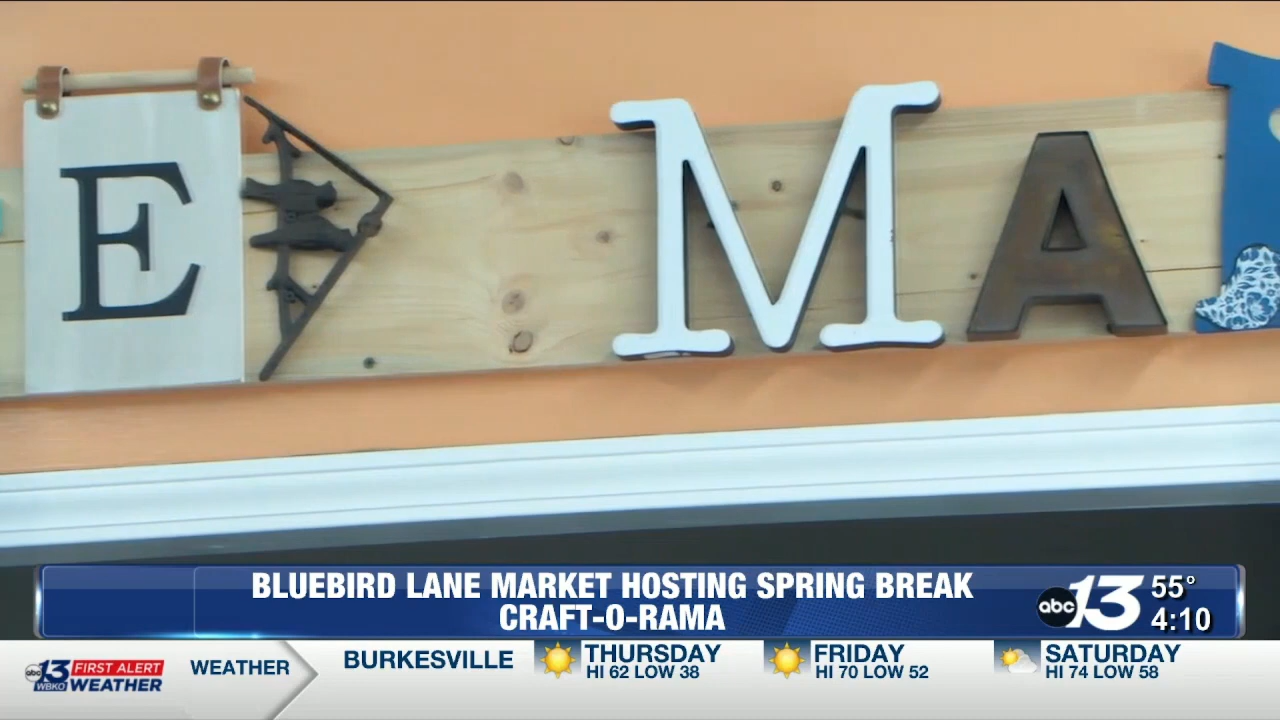 E MA
BLUEBIRD LANE MARKET HOSTING SPRING BREAK
CRAFT-O-RAMA
abc 13
55°
4:10
abc 13 WBKO FIRST ALERT WEATHER
WEATHER
BURKESVILLE
THURSDAY
HI 62 LOW 38
FRIDAY
HI 70 LOW 52
SATURDAY
HI 74 LOW 58